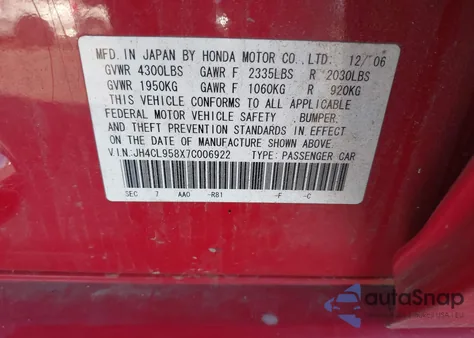 MFD. IN JAPAN BY HONDA MOTOR CO., LTD. 12/'06
GVWR 4300LBS GAWR F 2335LBS R 2030LBS
GVWR 1950KG GAWR F 1060KG R 920KG
THIS VEHICLE CONFORMS TO ALL APPLICABLE
FEDERAL MOTOR VEHICLE SAFETY, BUMPER,
AND THEFT PREVENTION STANDARDS IN EFFECT
ON THE DATE OF MANUFACTURE SHOWN ABOVE.
V.I.N.:JH4CL958X7C006922 TYPE: PASSENGER CAR
SEC 7 AAO -R81 -F -C
autoSnap